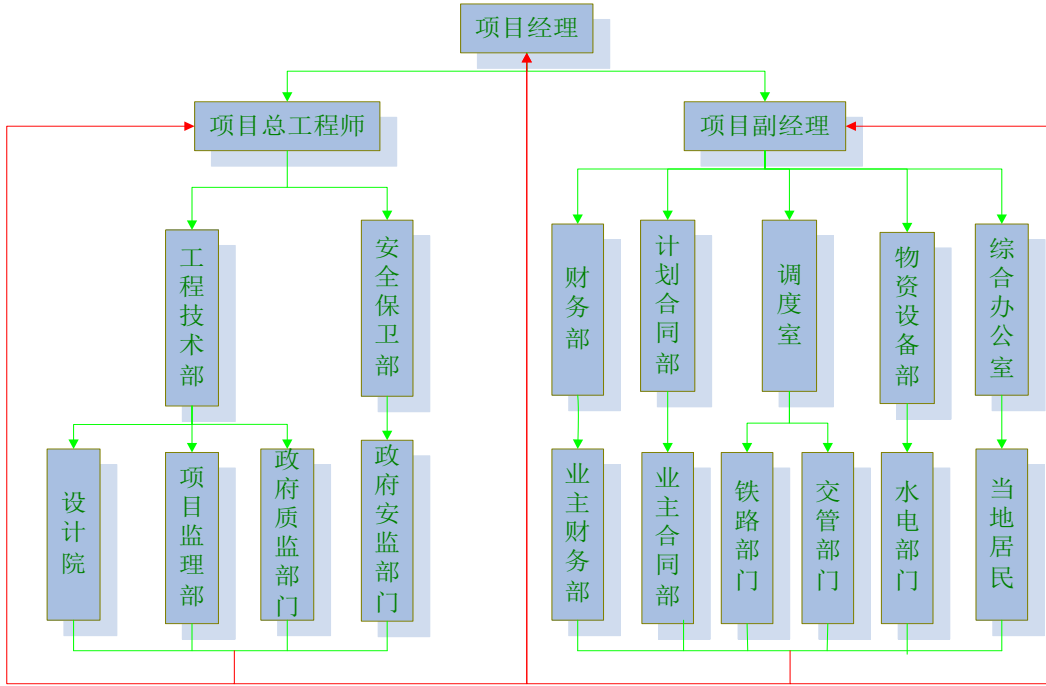 项目经理
项目总工程师
项目副经理
工程技术部
安全保卫部
财务部
计划合同部
调度室
物资设备部
综合办公室
设计院
项目监理部
政府质监部门
政府安监部门
业主财务部
业主合同部
铁路部门
交管部门
水电部门
当地居民